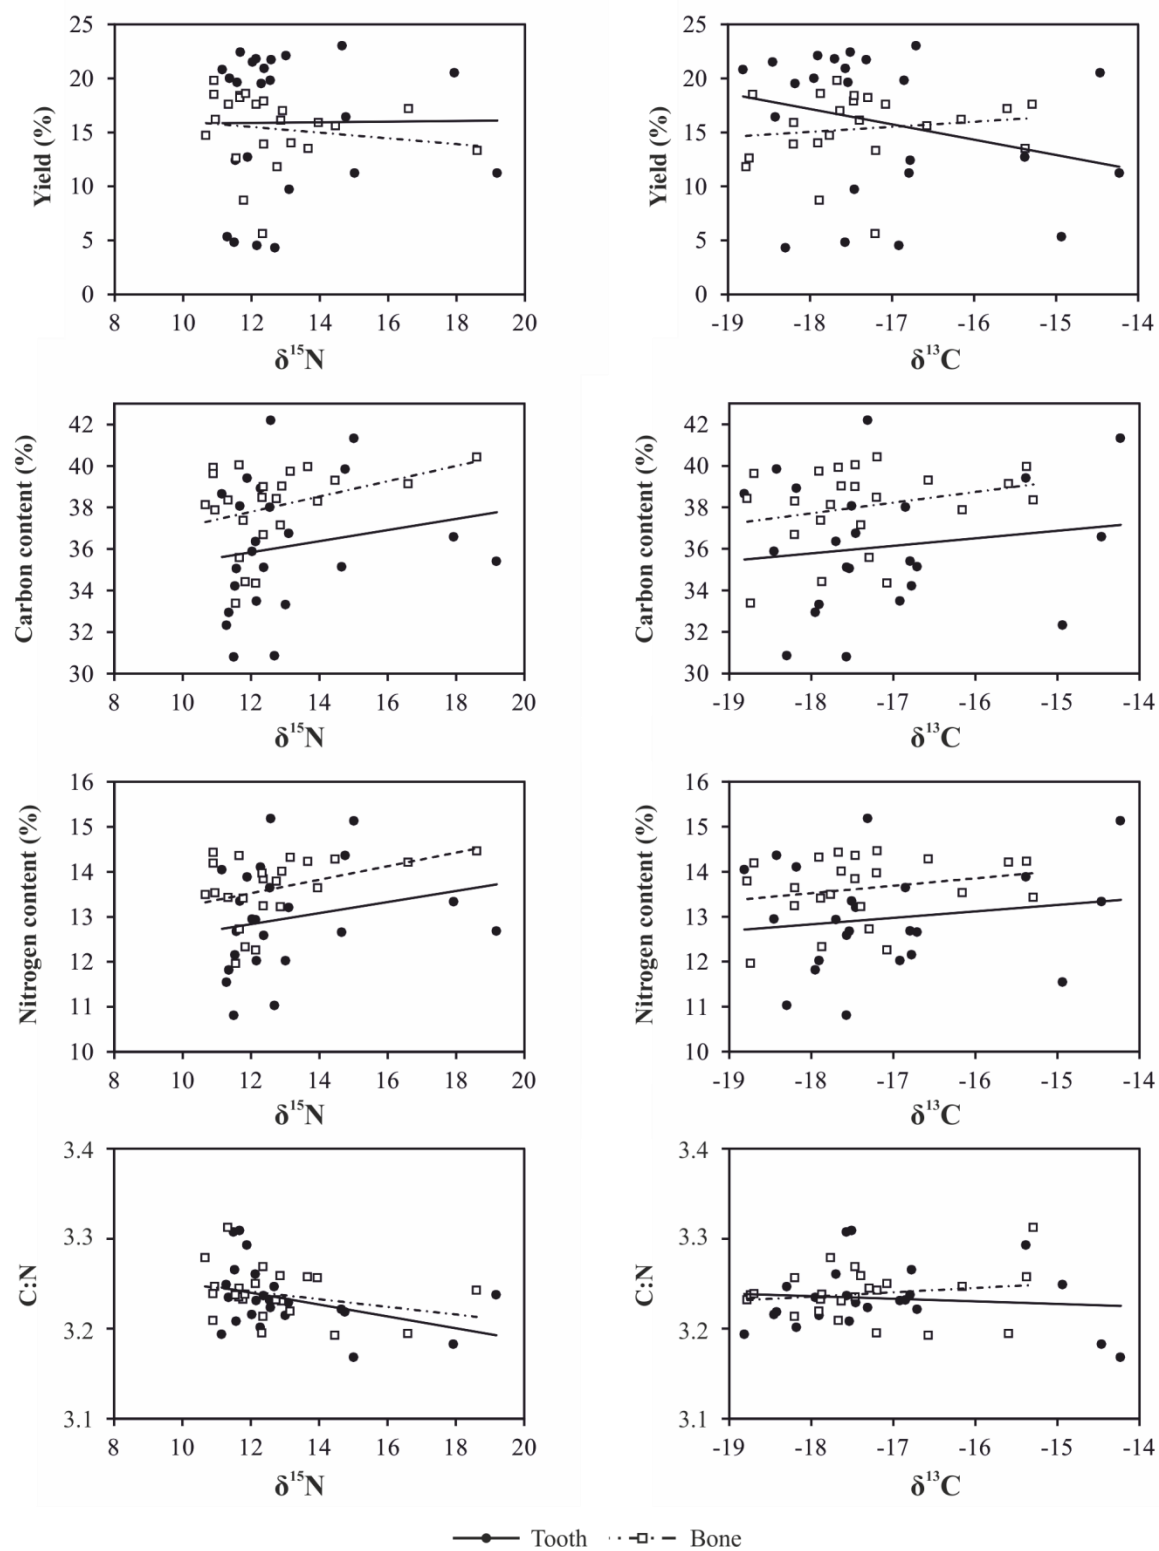 25
20
15
10
5
0
Yield (%)
8 10 12 14 16 18 20
δ¹⁵N
25
20
15
10
5
0
Yield (%)
-19 -18 -17 -16 -15 -14
δ¹³C
42
40
38
36
34
32
30
Carbon content (%)
8 10 12 14 16 18 20
δ¹⁵N
42
40
38
36
34
32
30
Carbon content (%)
-19 -18 -17 -16 -15 -14
δ¹³C
16
15
14
13
12
11
10
Nitrogen content (%)
8 10 12 14 16 18 20
δ¹⁵N
16
15
14
13
12
11
10
Nitrogen content (%)
-19 -18 -17 -16 -15 -14
δ¹³C
3.4
3.3
3.2
3.1
C:N
8 10 12 14 16 18 20
δ¹⁵N
3.4
3.3
3.2
3.1
C:N
-19 -18 -17 -16 -15 -14
δ¹³C
Tooth Bone